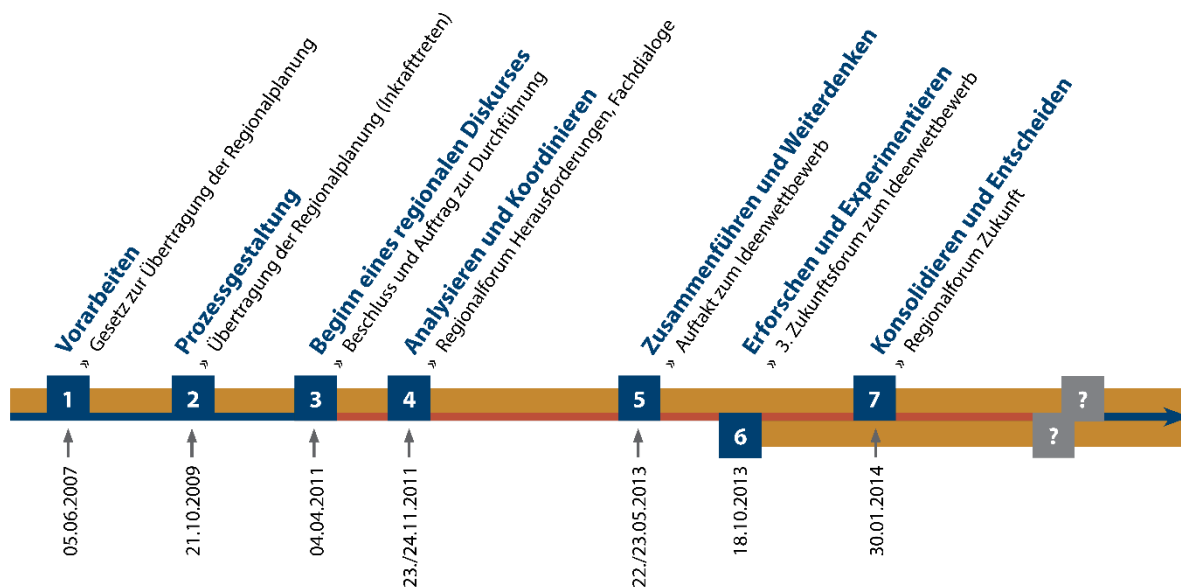 Vorarbeiten
» Gesetz zur Übertragung der Regionalplanung
Prozessgestaltung
» Übertragung der Regionalplanung (Inkrafttreten)
Beginn eines regionalen Diskurses
» Beschluss und Auftrag zur Durchführung
Analysieren und Koordinieren
» Regionalforum Herausforderungen, Fachdialoge
Zusammenführen und Weiterdenken
» Auftakt zum Ideenwettbewerb
Erforschen und Experimentieren
» 3. Zukunftsforum zum Ideenwettbewerb
Konsolidieren und Entscheiden
» Regionalforum Zukunft
1
2
3
4
5
6
7
?
?
05.06.2007
21.10.2009
04.04.2011
23./24.11.2011
22./23.05.2013
18.10.2013
30.01.2014